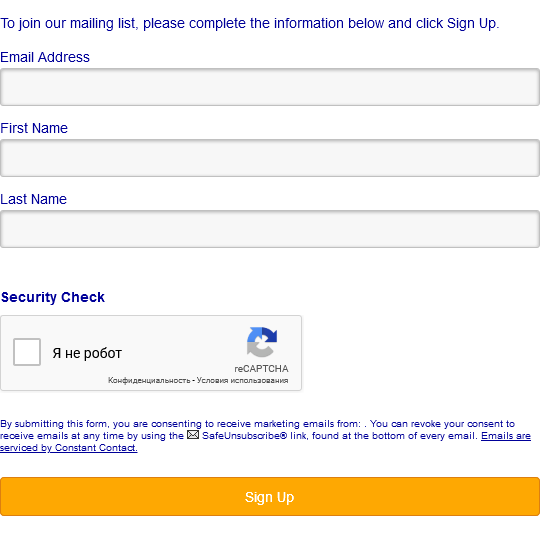 To join our mailing list, please complete the information below and click Sign Up.
Email Address
First Name
Last Name
Security Check
Я не робот
reCAPTCHA
Конфиденциальность - Условия использования
By submitting this form, you are consenting to receive marketing emails from: . You can revoke your consent to
receive emails at any time by using the SafeUnsubscribe® link, found at the bottom of every email. Emails are
serviced by Constant Contact.
Sign Up